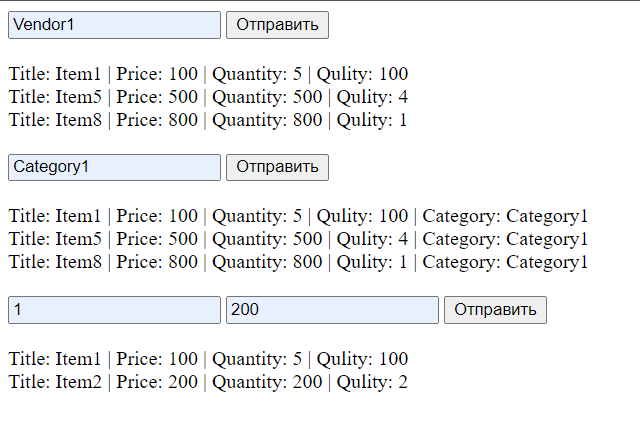 Vendor1 Отправить
Title: Item1 | Price: 100 | Quantity: 5 | Qulity: 100
Title: Item5 | Price: 500 | Quantity: 500 | Qulity: 4
Title: Item8 | Price: 800 | Quantity: 800 | Qulity: 1
Category1 Отправить
Title: Item1 | Price: 100 | Quantity: 5 | Qulity: 100 | Category: Category1
Title: Item5 | Price: 500 | Quantity: 500 | Qulity: 4 | Category: Category1
Title: Item8 | Price: 800 | Quantity: 800 | Qulity: 1 | Category: Category1
1 200 Отправить
Title: Item1 | Price: 100 | Quantity: 5 | Qulity: 100
Title: Item2 | Price: 200 | Quantity: 200 | Qulity: 2